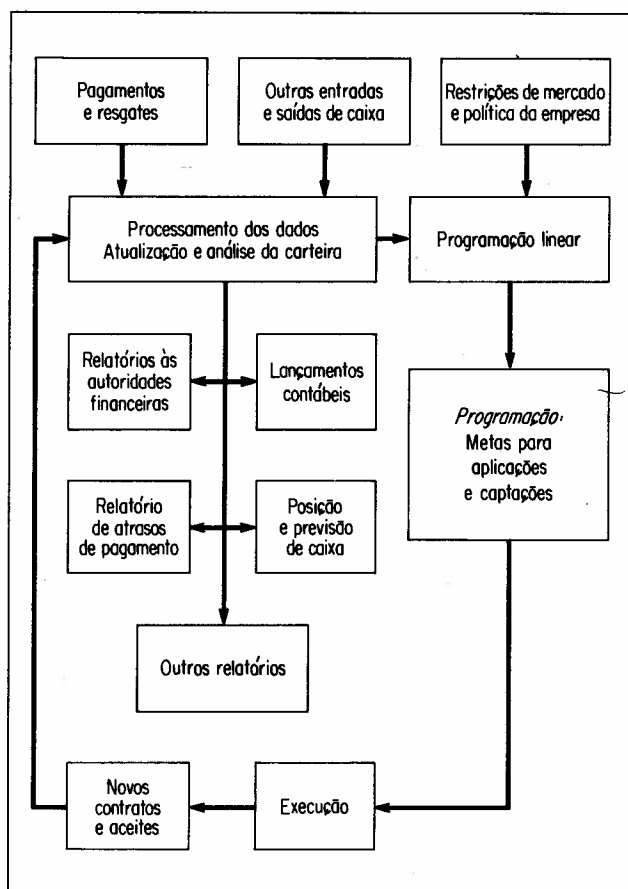 Pagamentos
e resgates
Outras entradas
e saídas de caixa
Restrições de mercado
e política da empresa
Processamento dos dados
Atualização e análise da carteira
Programação linear
Relatórios às
autoridades
financeiras
Lançamentos
contábeis
Programação:
Metas para
aplicações
e captações
Relatório
de atrasos
de pagamento
Posição
e previsão
de caixa
Outros relatórios
Novos
contratos
e aceites
Execução